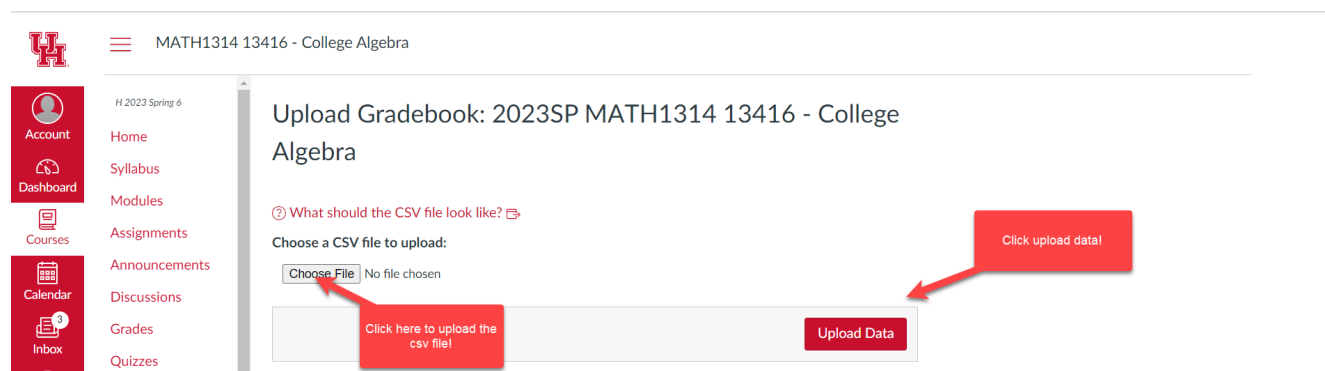 UH
MATH1314 13416 - College Algebra
Account
Dashboard
Courses
Calendar
3
Inbox
H 2023 Spring 6
Home
Syllabus
Modules
Assignments
Announcements
Discussions
Grades
Quizzes
Upload Gradebook: 2023SP MATH1314 13416 - College
Algebra
? What should the CSV file look like?
Choose a CSV file to upload:
Choose File No file chosen
Click here to upload the
csv file!
Click upload data!
Upload Data